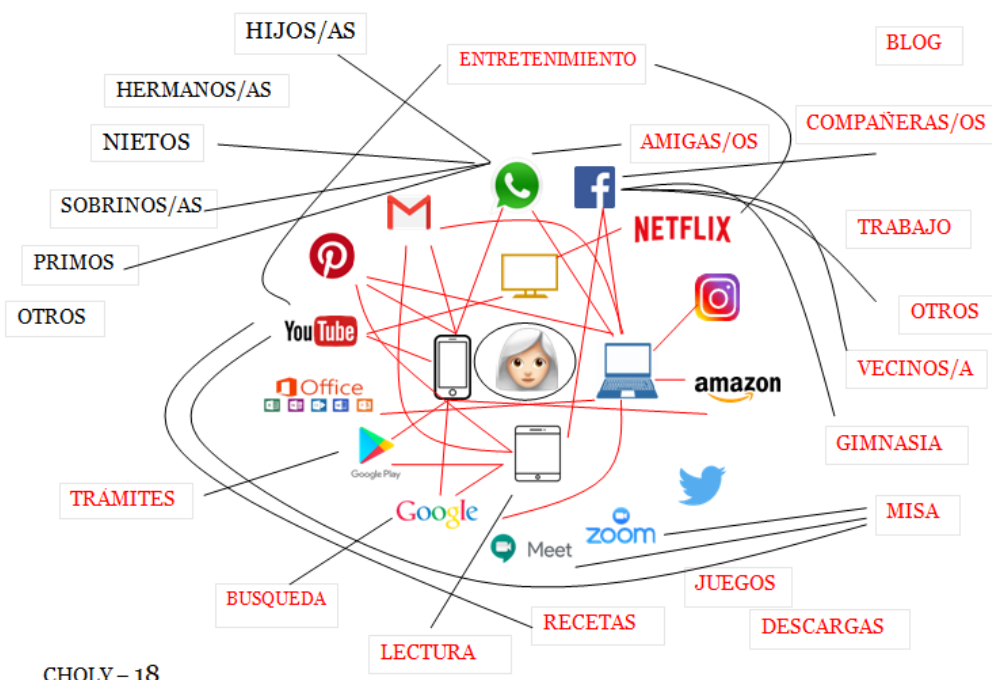 HIJOS/AS
BLOG
ENTRETENIMIENTO
HERMANOS/AS
COMPAÑERAS/OS
NIETOS
AMIGAS/OS
SOBRINOS/AS
NETFLIX
TRABAJO
PRIMOS
OTROS
OTROS
YouTube
VECINOS/A
Office
amazon
GIMNASIA
Google Play
TRÁMITES
Google
MISA
zoom
Meet
JUEGOS
BUSQUEDA
RECETAS
DESCARGAS
LECTURA
CHOLY – 18